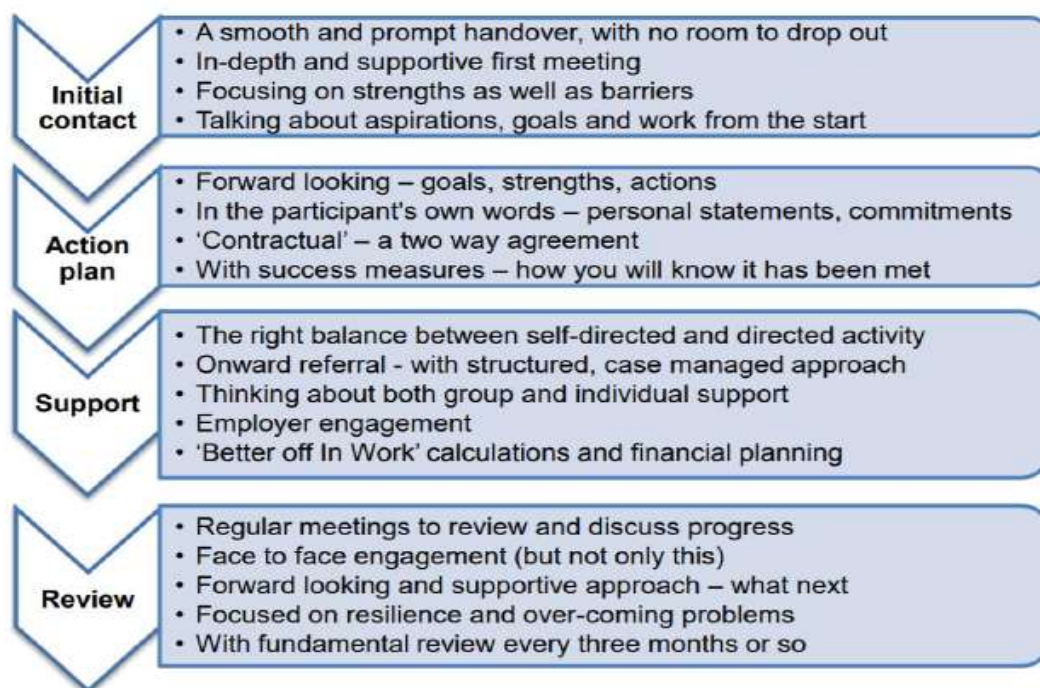 Initial
contact
• A smooth and prompt handover, with no room to drop out
• In-depth and supportive first meeting
• Focusing on strengths as well as barriers
• Talking about aspirations, goals and work from the start
Action
plan
• Forward looking – goals, strengths, actions
• In the participant's own words – personal statements, commitments
• 'Contractual' – a two way agreement
• With success measures – how you will know it has been met
Support
• The right balance between self-directed and directed activity
• Onward referral - with structured, case managed approach
• Thinking about both group and individual support
• Employer engagement
• 'Better off In Work' calculations and financial planning
Review
• Regular meetings to review and discuss progress
• Face to face engagement (but not only this)
• Forward looking and supportive approach – what next
• Focused on resilience and over-coming problems
• With fundamental review every three months or so